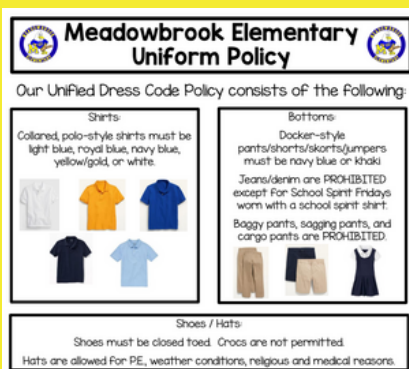 Meadowbrook Elementary
Uniform Policy
Our Unified Dress Code Policy consists of the following:
Shirts:
Collared, polo-style shirts must be
light blue, royal blue, navy blue,
yellow/gold, or white.
Bottoms:
Docker-style
pants/shorts/skorts/jumpers
must be navy blue or khaki
Jeans/denim are PROHIBITED
except for School Spirit Fridays
worn with a school spirit shirt.
Baggy pants, sagging pants, and
cargo pants are PROHIBITED.
Shoes / Hats:
Shoes must be closed toed. Crocs are not permitted.
Hats are allowed for P.E., weather conditions, religious and medical reasons.